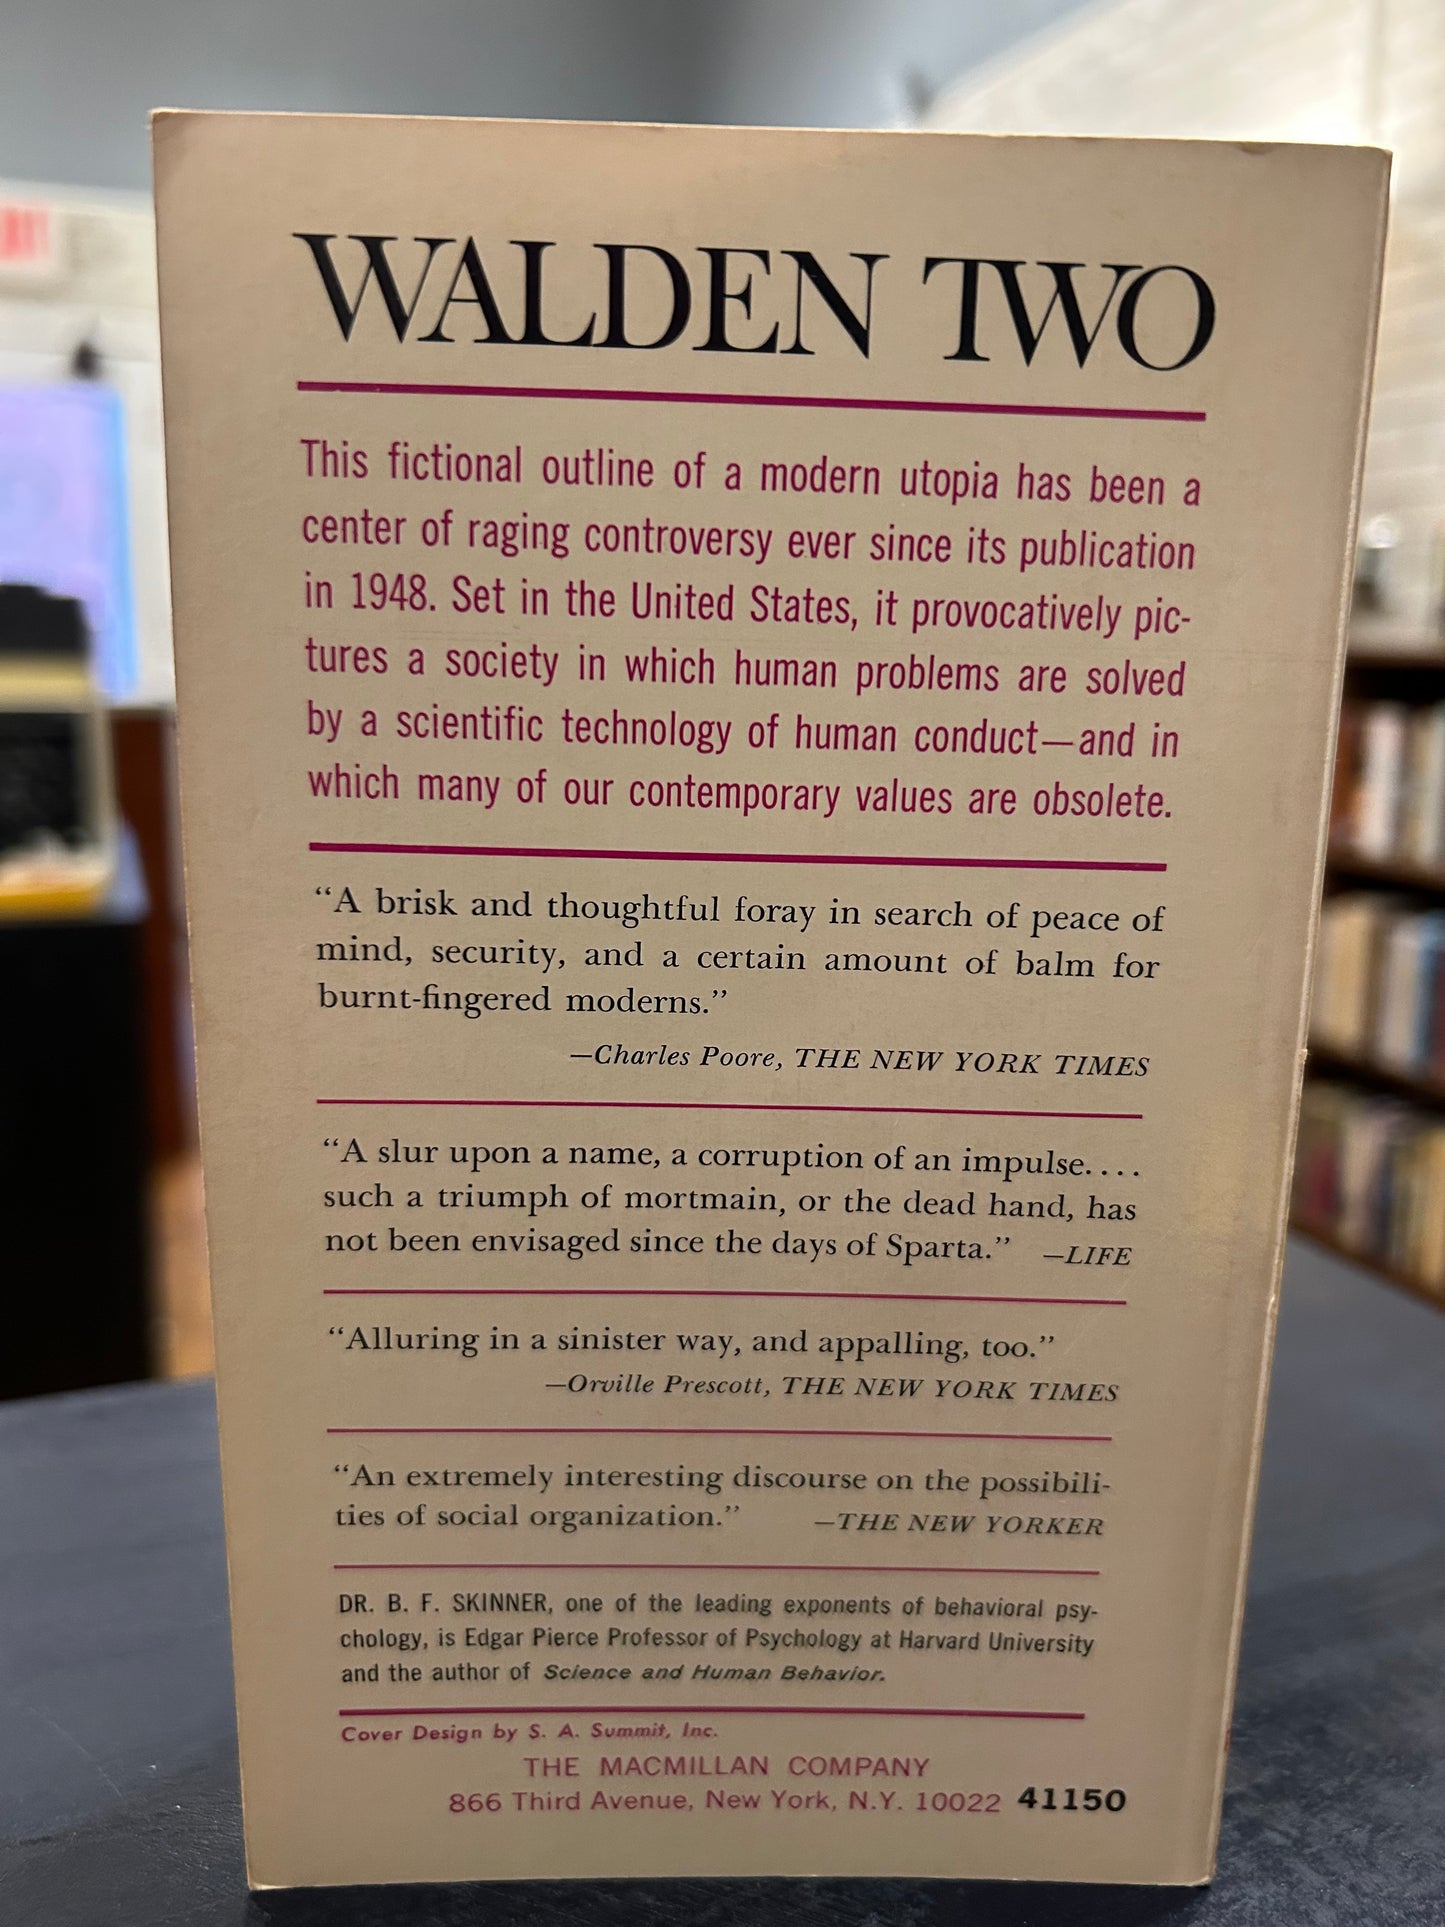 WALDEN TWO
This fictional outline of a modern utopia has been a
center of raging controversy ever since its publication
in 1948. Set in the United States, it provocatively pic-
tures a society in which human problems are solved
by a scientific technology of human conduct—and in
which many of our contemporary values are obsolete.
“A brisk and thoughtful foray in search of peace of
mind, security, and a certain amount of balm for
burnt-fingered moderns.”
—Charles Poore, THE NEW YORK TIMES
“A slur upon a name, a corruption of an impulse....
such a triumph of mortmain, or the dead hand, has
not been envisaged since the days of Sparta.” —LIFE
“Alluring in a sinister way, and appalling, too.”
—Orville Prescott, THE NEW YORK TIMES
“An extremely interesting discourse on the possibili-
ties of social organization.” —THE NEW YORKER
DR. B. F. SKINNER, one of the leading exponents of behavioral psy-
chology, is Edgar Pierce Professor of Psychology at Harvard University
and the author of Science and Human Behavior.
Cover Design by S. A. Summit, Inc.
THE MACMILLAN COMPANY
866 Third Avenue, New York, N.Y. 10022 41150